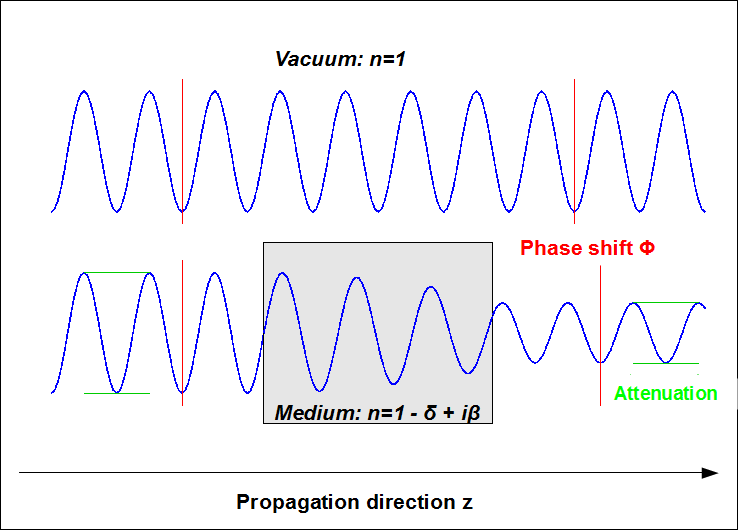 Vacuum: n=1
Phase shift Φ
Medium: n=1 - δ + iβ
Attenuation
Propagation direction z